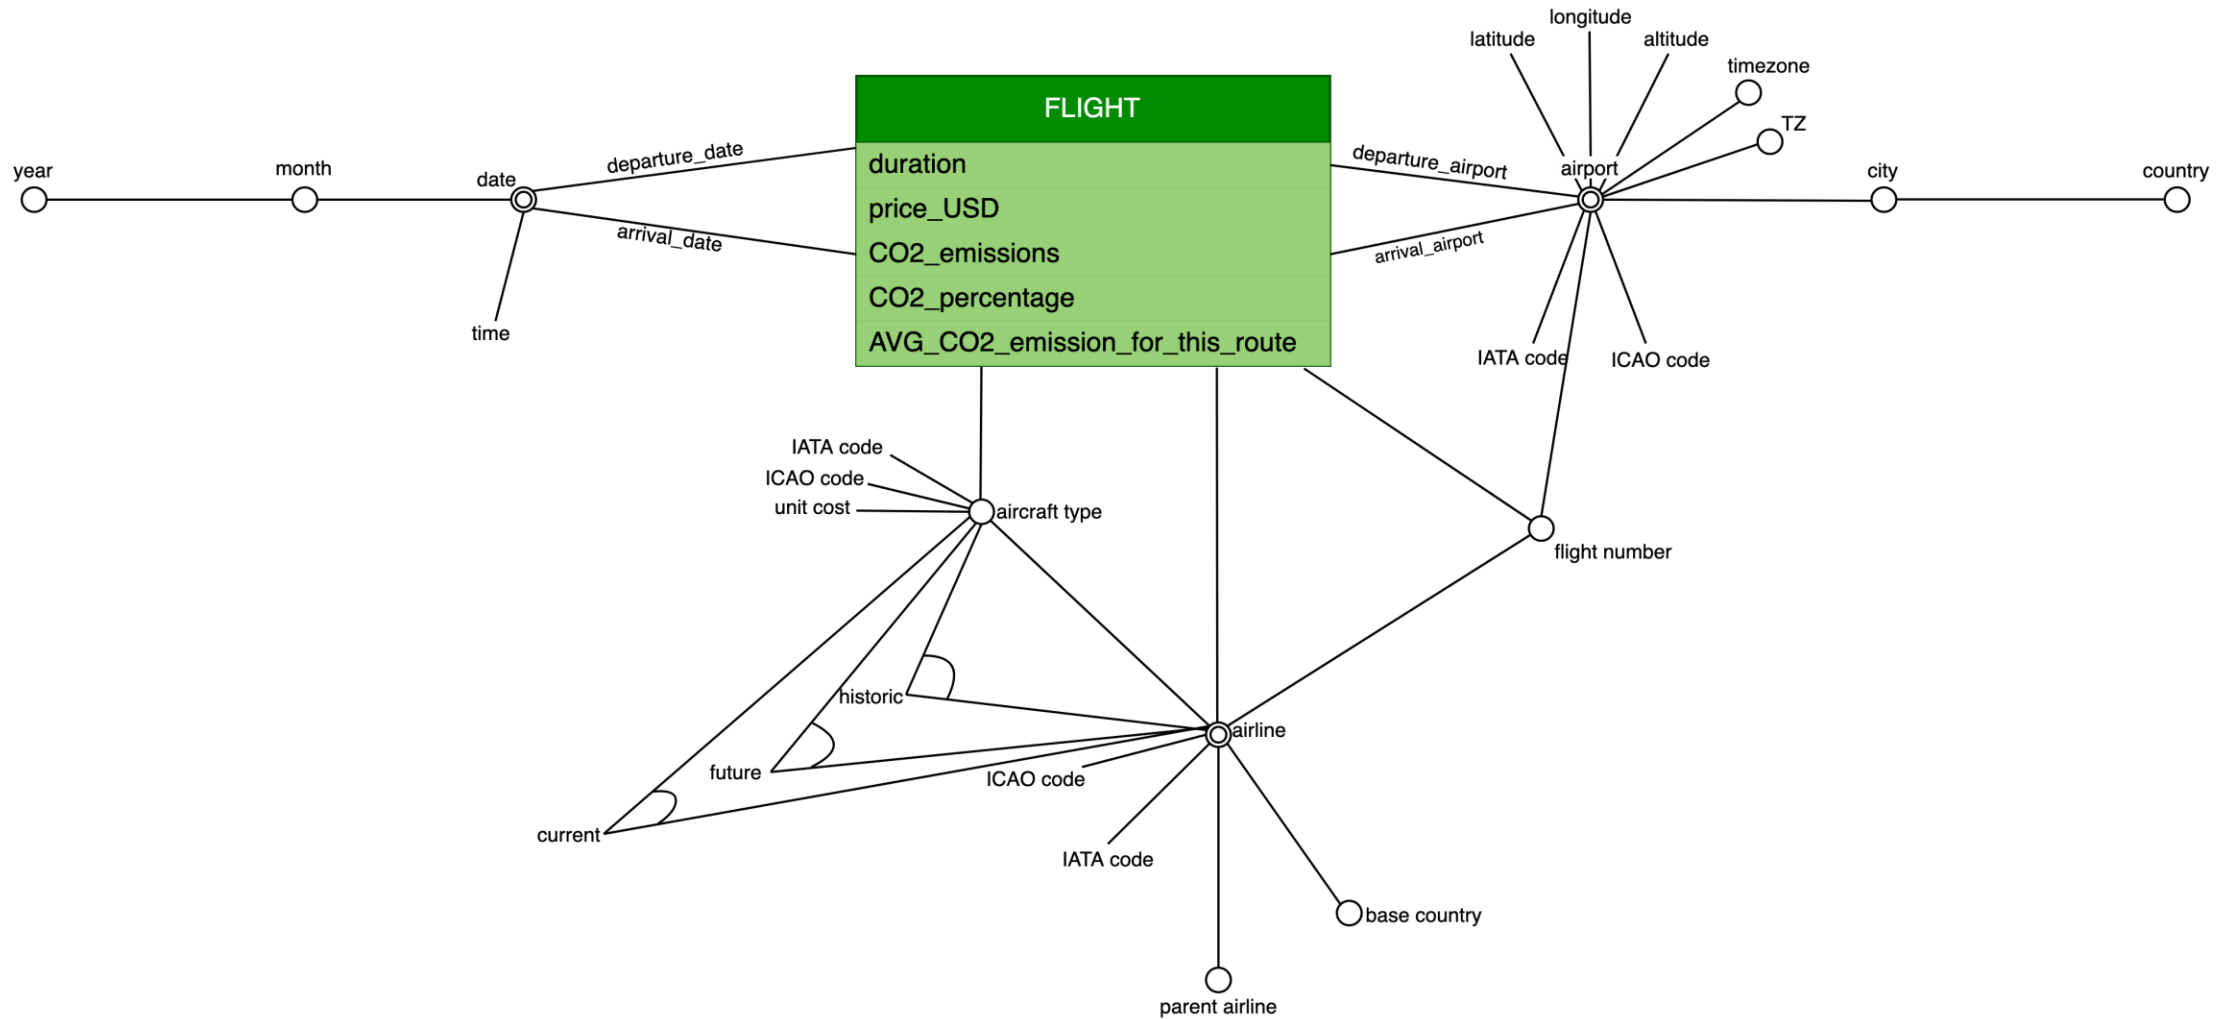 longitude
latitude
altitude
timezone
FLIGHT
TZ
departure_date
duration
departure_airport
airport
year
month
date
city
country
price_USD
arrival_date
CO2_emissions
arrival_airport
CO2_percentage
time
AVG_CO2_emission_for_this_route
IATA code
ICAO code
IATA code
ICAO code
unit cost
aircraft type
flight number
historic
airline
future
ICAO code
current
IATA code
base country
parent airline